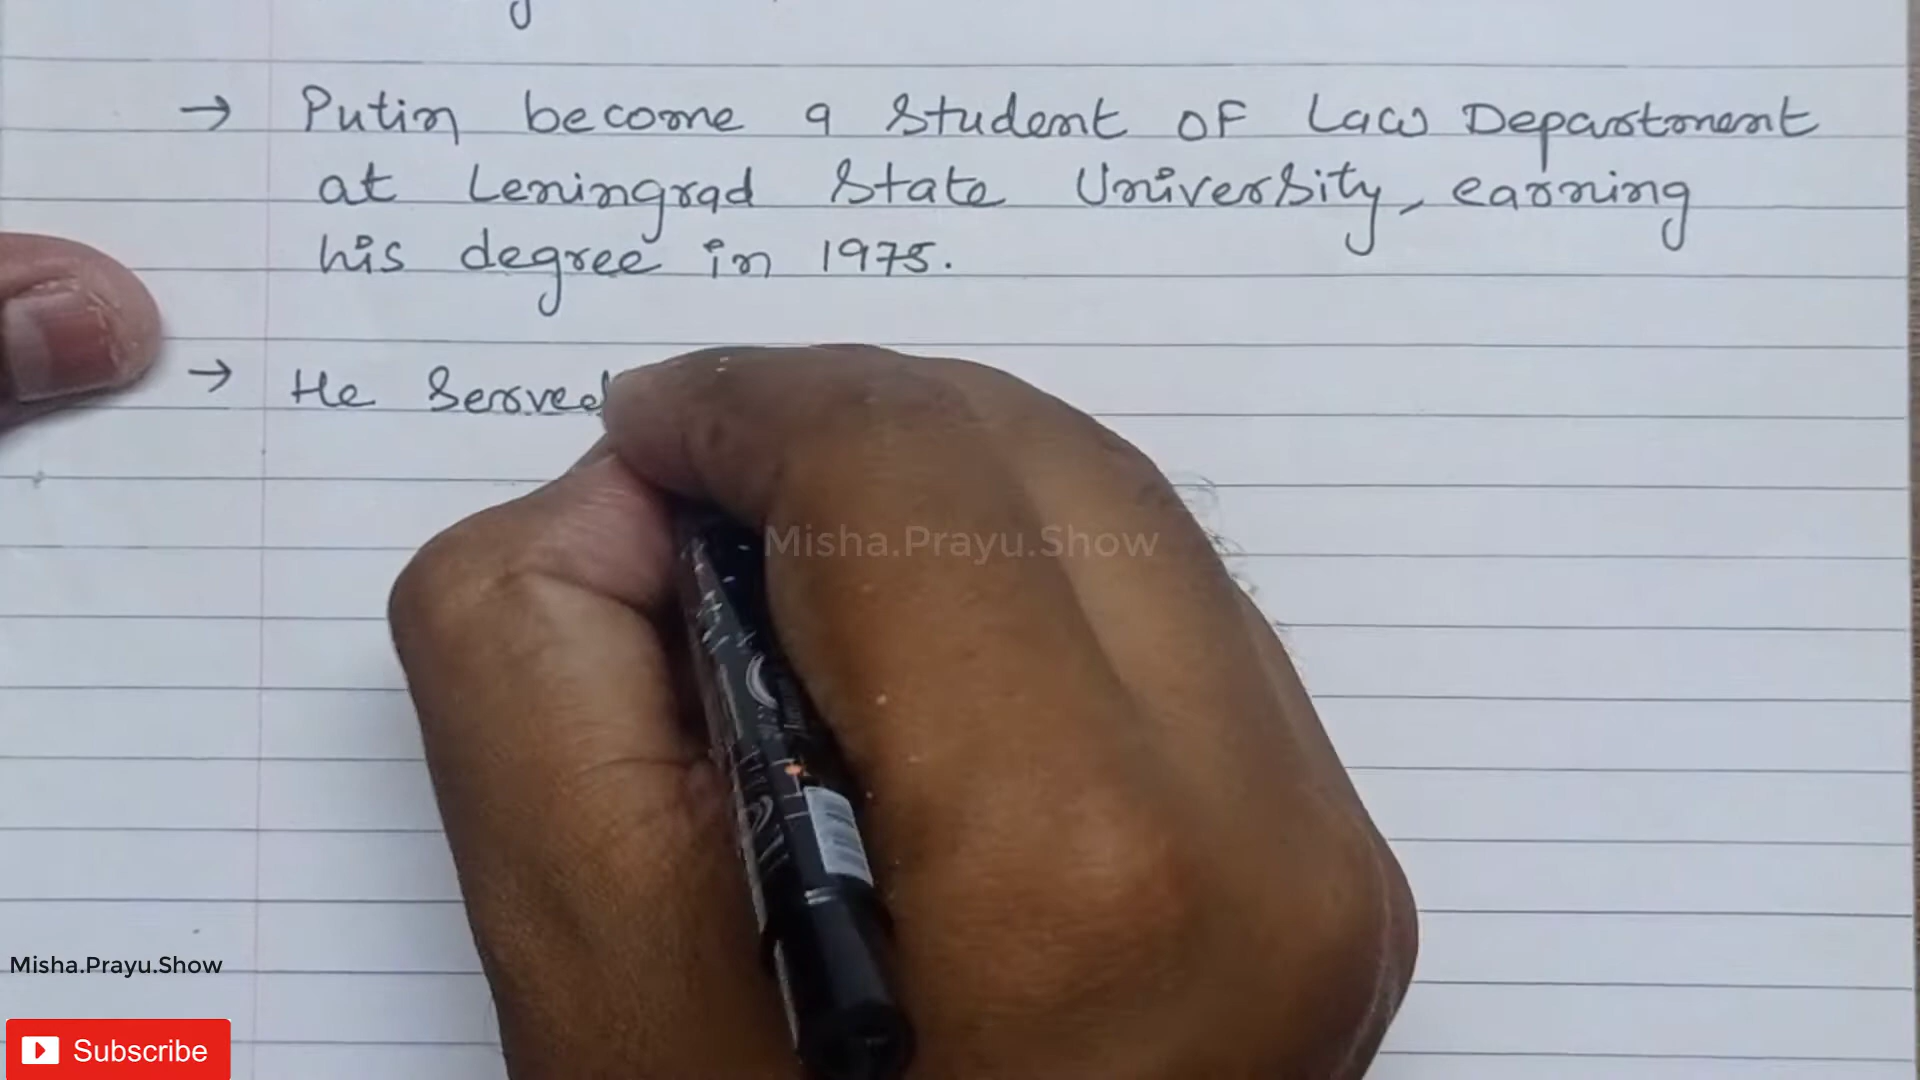 → Putin become a Student OF Law Department
at Leningrad State University, earning
his degree in 1975.
→ He Served
Misha.Prayu.Show
Misha.Prayu.Show
Subscribe